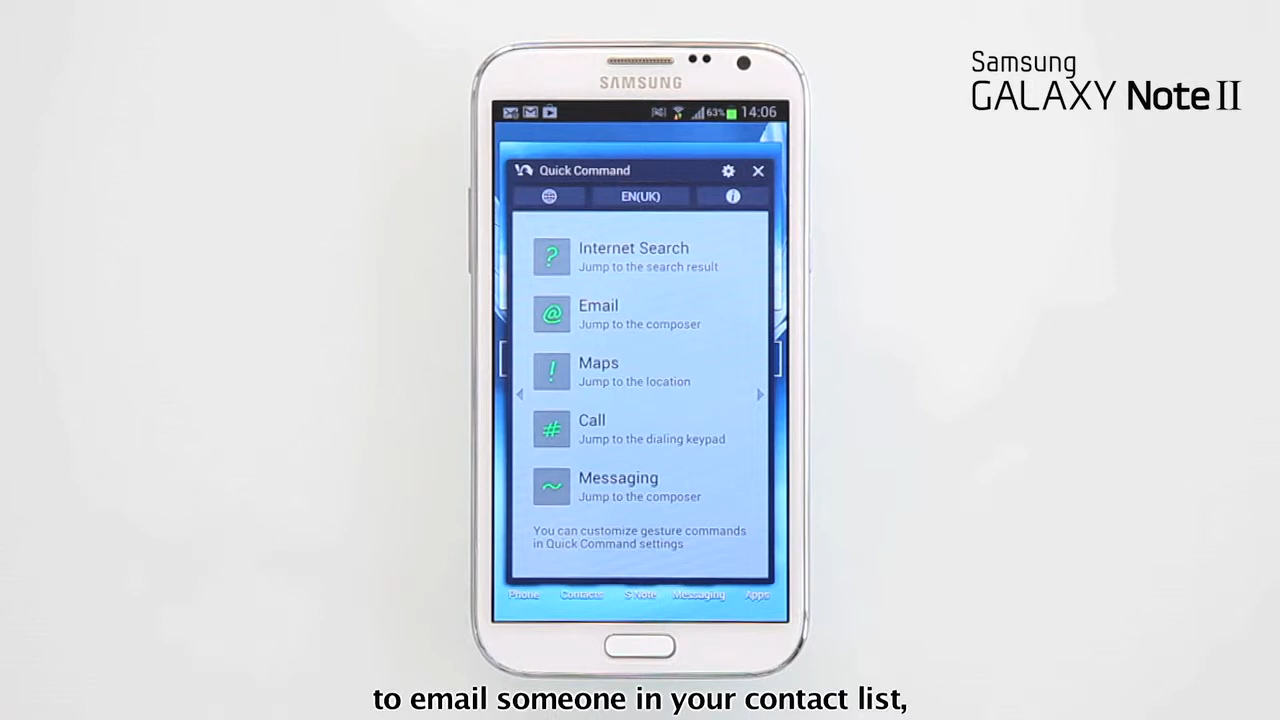 Samsung
GALAXY Note II
SAMSUNG
63% 14:06
Quick Command
EN(UK)
?
Internet Search
Jump to the search result
@
Email
Jump to the composer
!
Maps
Jump to the location
#
Call
Jump to the dialing keypad
~
Messaging
Jump to the composer
You can customize gesture commands
in Quick Command settings
Phone Contacts S Note Messaging Apps
to email someone in your contact list,